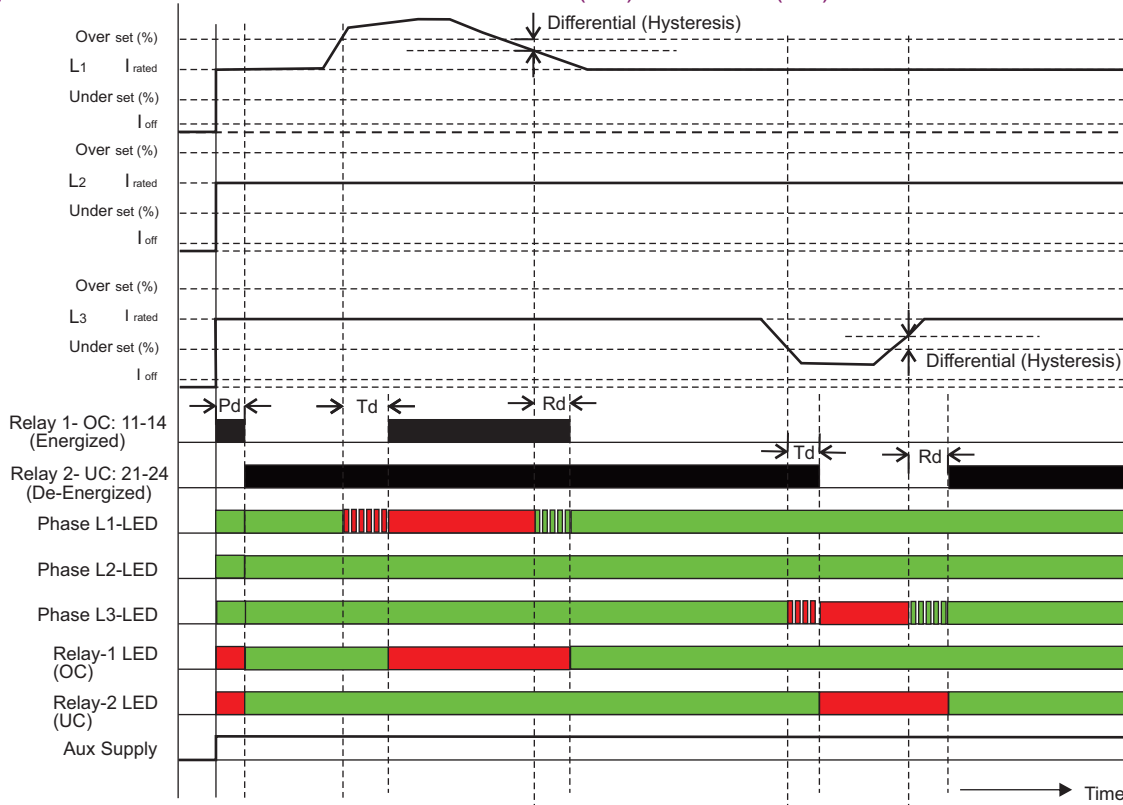 Differential (Hysteresis)
Over set (%)
L1 I rated
Under set (%)
I off
Over set (%)
L2 I rated
Under set (%)
I off
Over set (%)
L3 I rated
Under set (%)
Differential (Hysteresis)
I off
Pd
Td
Rd
Relay 1- OC: 11-14
(Energized)
Td
Rd
Relay 2- UC: 21-24
(De-Energized)
Phase L1-LED
Phase L2-LED
Phase L3-LED
Relay-1 LED
(OC)
Relay-2 LED
(UC)
Aux Supply
Time